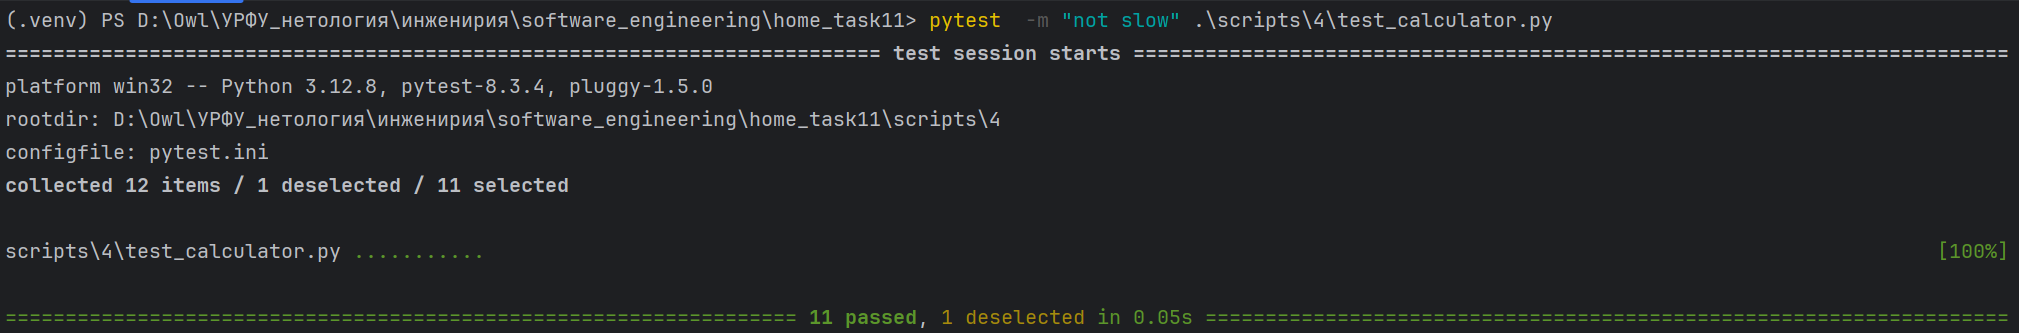 (.venv) PS D:\Owl\УРФУ_нетология\инженирия\software_engineering\home_task11> pytest  -m "not slow" .\scripts\4\test_calculator.py
========================================================================= test session starts =========================================================================
platform win32 -- Python 3.12.8, pytest-8.3.4, pluggy-1.5.0
rootdir: D:\Owl\УРФУ_нетология\инженирия\software_engineering\home_task11\scripts\4
configfile: pytest.ini
collected 12 items / 1 deselected / 11 selected
scripts\4\test_calculator.py ........... [100%]
================================================================== 11 passed, 1 deselected in 0.05s ===================================================================